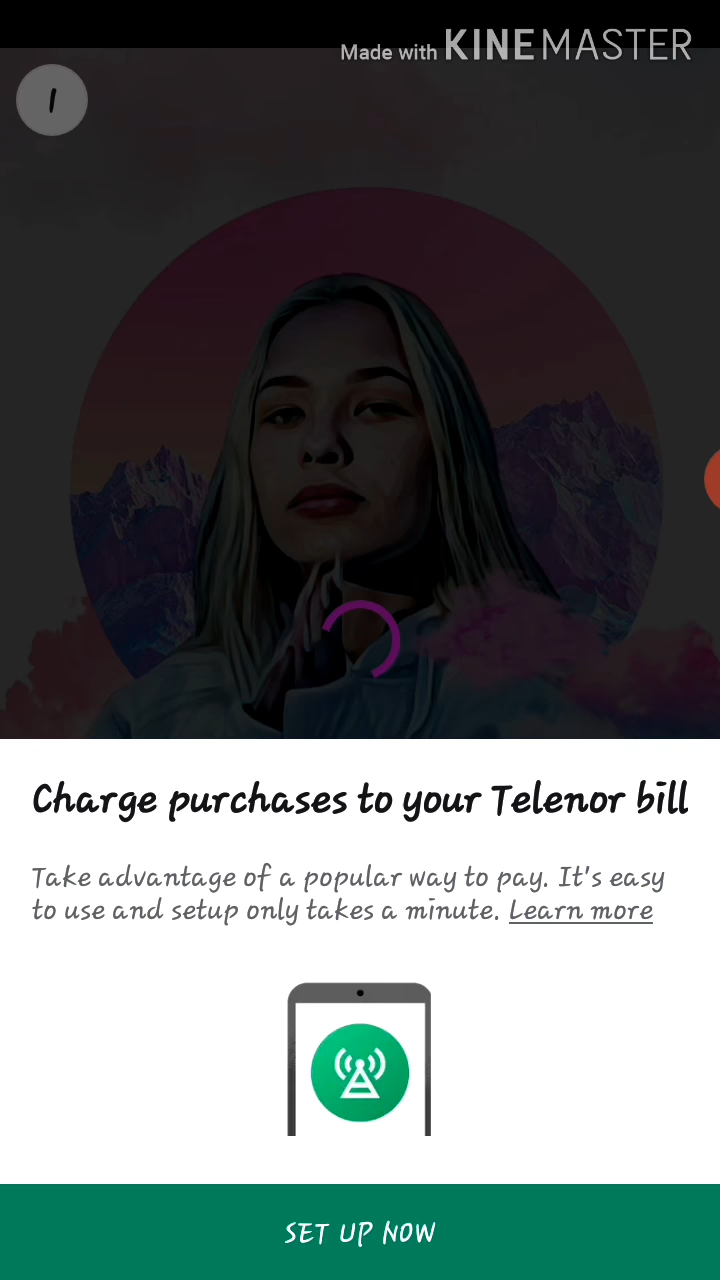 Made with KINEMASTER
1
Charge purchases to your Telenor bill
Take advantage of a popular way to pay. It's easy
to use and setup only takes a minute. Learn more
SET UP NOW